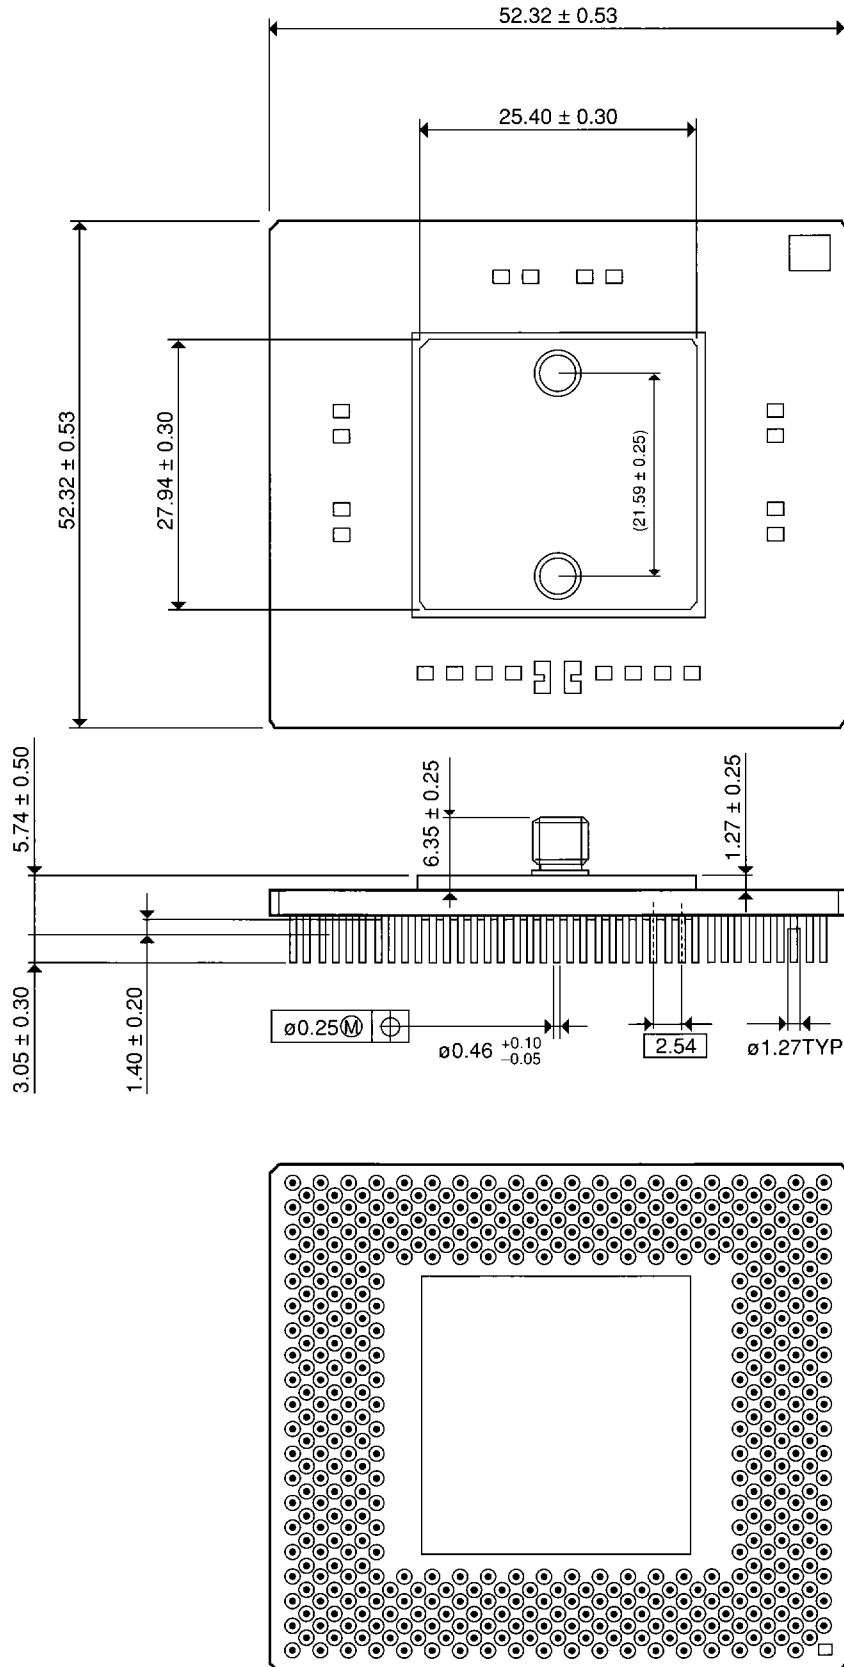 52.32 ± 0.53
25.40 ± 0.30
52.32 ± 0.53
27.94 ± 0.30
(21.59 ± 0.25)
5.74 ± 0.50
6.35 ± 0.25
1.27 ± 0.25
3.05 ± 0.30
1.40 ± 0.20
ø0.25Ⓜ
ø0.46 +0.10 −0.05
2.54
ø1.27TYP